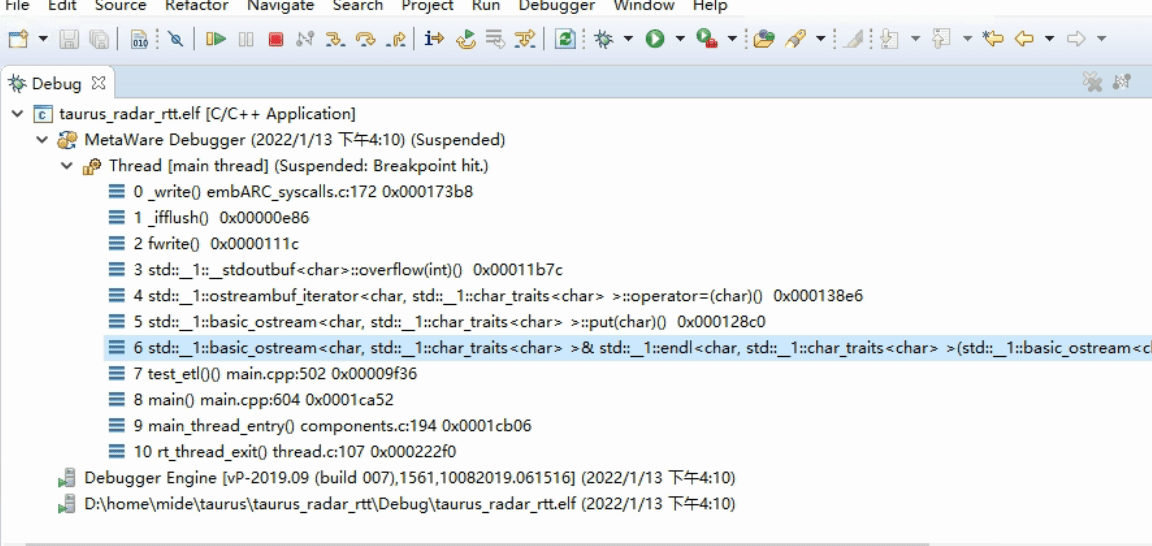 File Edit Source Refactor Navigate Search Project Run Debugger Window Help
Debug
taurus_radar_rtt.elf [C/C++ Application]
MetaWare Debugger (2022/1/13 下午4:10) (Suspended)
Thread [main thread] (Suspended: Breakpoint hit.)
0 _write() embARC_syscalls.c:172 0x000173b8
1 _ifflush()  0x00000e86
2 fwrite()  0x0000111c
3 std::__1::__stdoutbuf<char>::overflow(int)()  0x00011b7c
4 std::__1::ostreambuf_iterator<char, std::__1::char_traits<char> >::operator=(char)()  0x000138e6
5 std::__1::basic_ostream<char, std::__1::char_traits<char> >::put(char)()  0x000128c0
6 std::__1::basic_ostream<char, std::__1::char_traits<char> >& std::__1::endl<char, std::__1::char_traits<char> >(std::__1::basic_ostream<c
7 test_etl()() main.cpp:502 0x00009f36
8 main() main.cpp:604 0x0001ca52
9 main_thread_entry() components.c:194 0x0001cb06
10 rt_thread_exit() thread.c:107 0x000222f0
Debugger Engine [vP-2019.09 (build 007),1561,10082019.061516] (2022/1/13 下午4:10)
D:\home\mide\taurus\taurus_radar_rtt\Debug\taurus_radar_rtt.elf (2022/1/13 下午4:10)